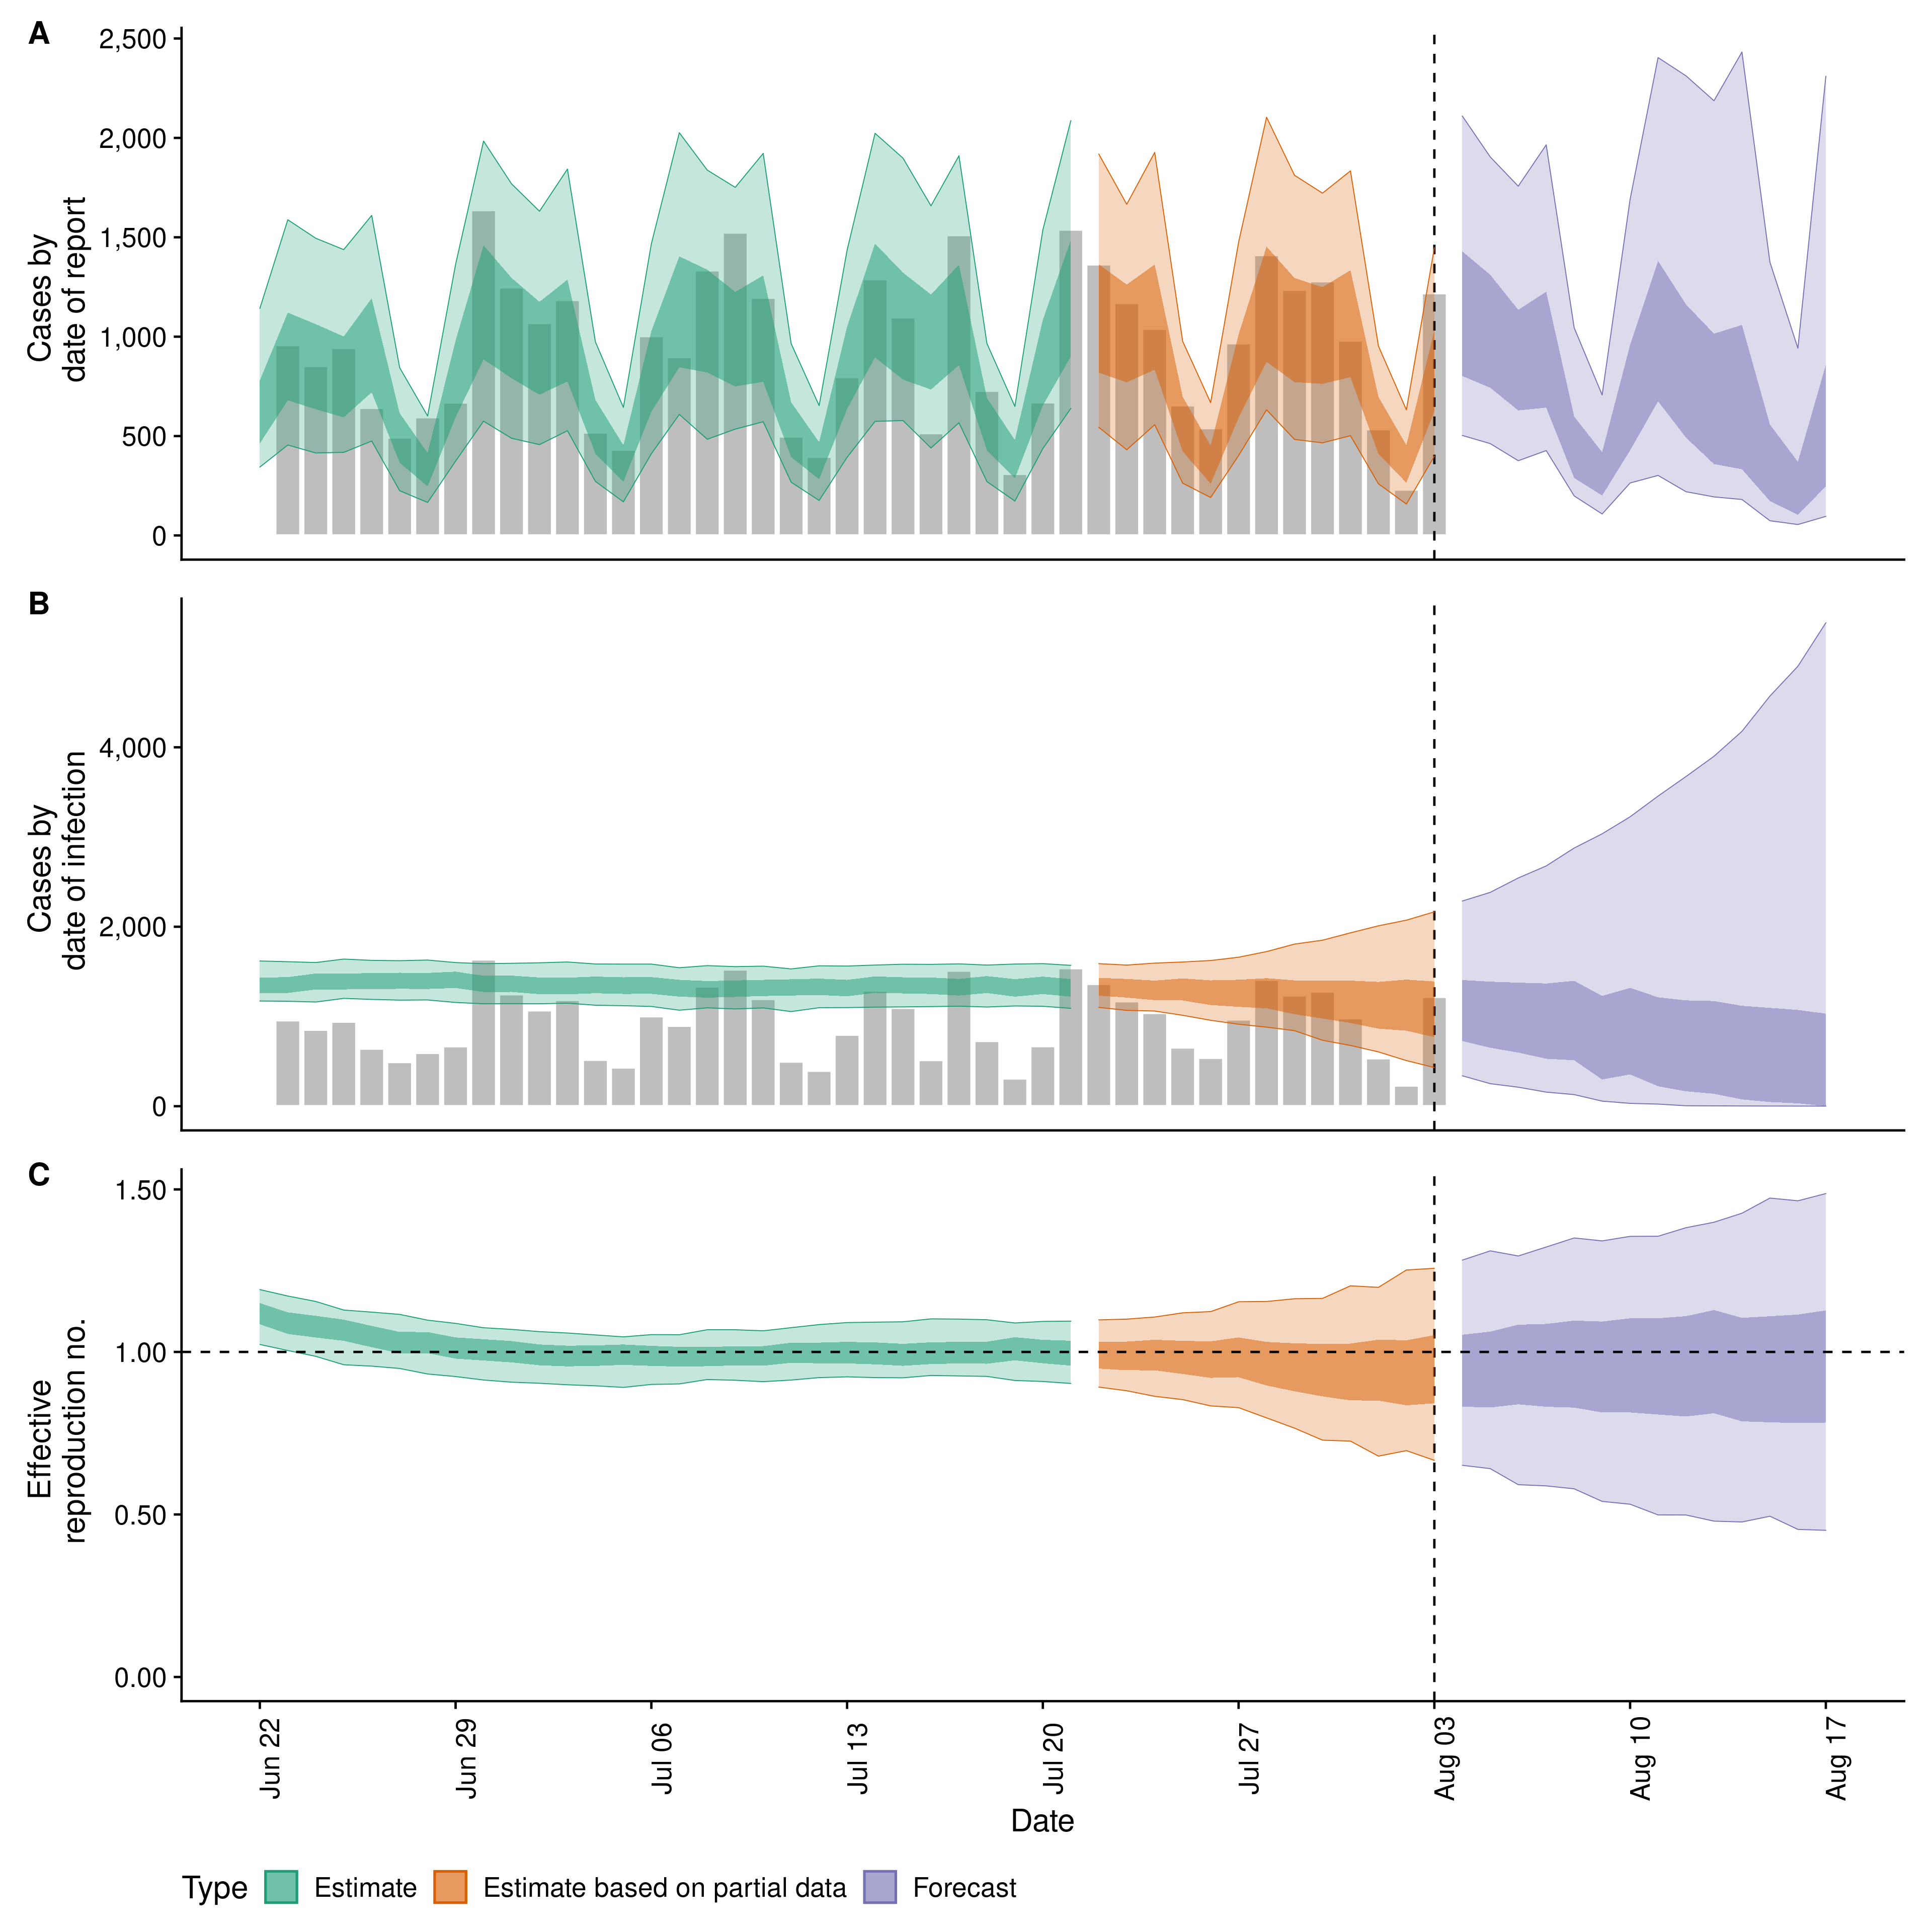 A
2,500
2,000
1,500
1,000
500
0
Cases by
date of report
B
4,000
2,000
0
Cases by
date of infection
C
1.50
1.00
0.50
0.00
Effective
reproduction no.
Jun 22
Jun 29
Jul 06
Jul 13
Jul 20
Jul 27
Aug 03
Aug 10
Aug 17
Date
Type Estimate Estimate based on partial data Forecast